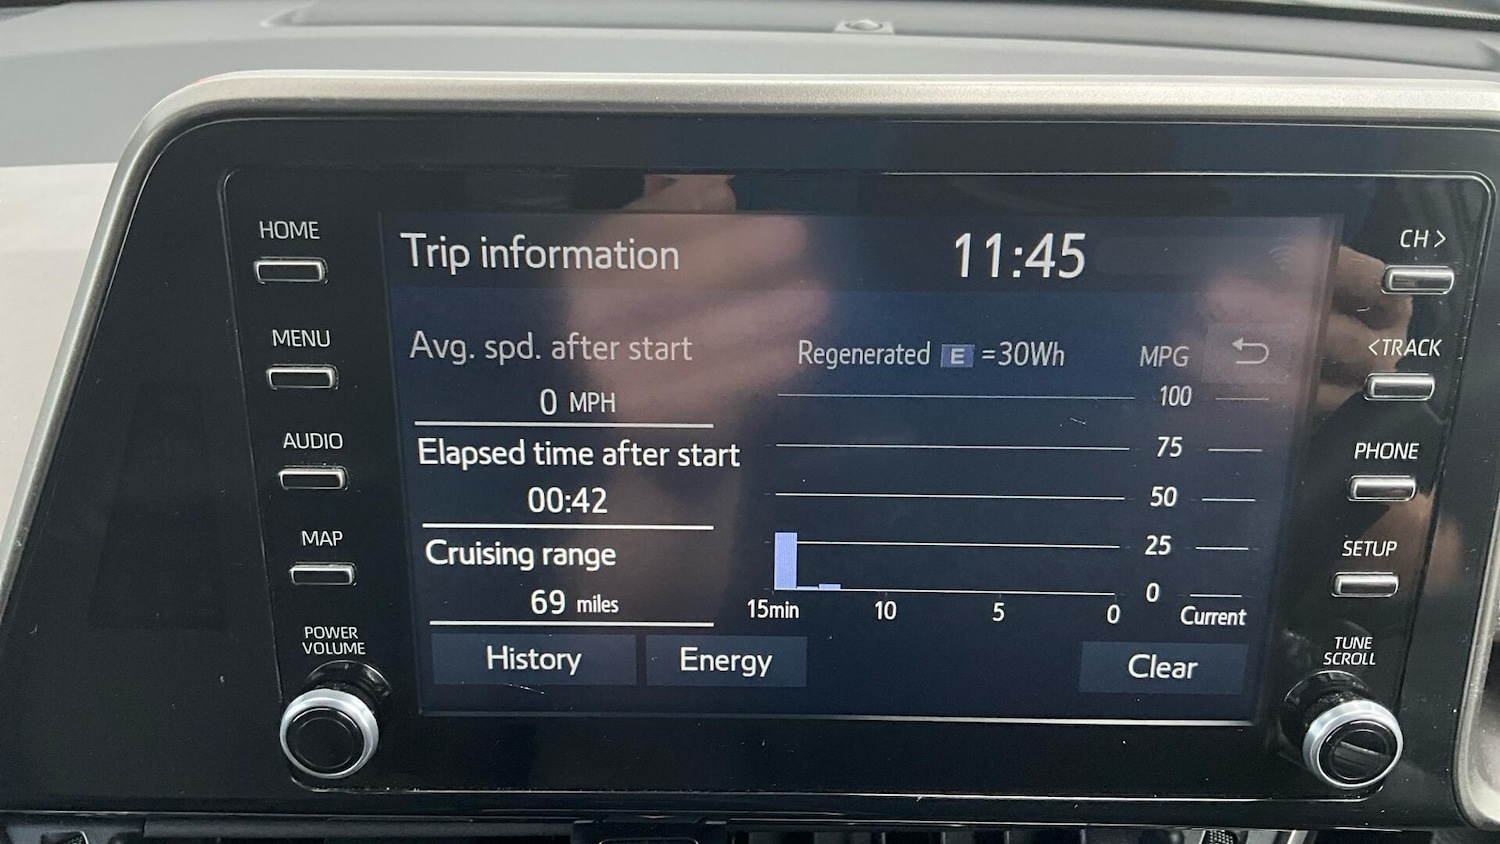 HOME
MENU
AUDIO
MAP
POWER
VOLUME
Trip information
11:45
Avg. spd. after start
0 MPH
Elapsed time after start
00:42
Cruising range
69 miles
Regenerated E =30Wh
MPG
100
75
50
25
0
15min 10 5 0 Current
History Energy Clear
CH >
<TRACK
PHONE
SETUP
TUNE
SCROLL